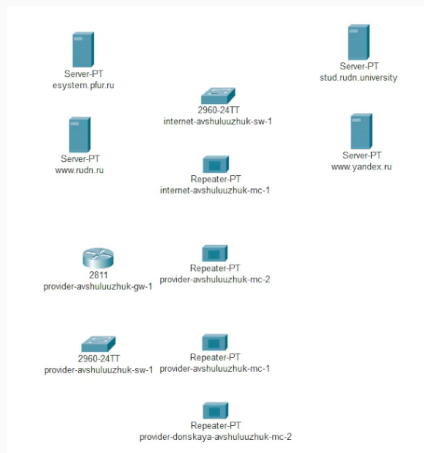 Server-PT
esystem.pfur.ru
Server-PT
stud.rudn.university
2960-24TT
internet-avshuluuzhuk-sw-1
Server-PT
www.rudn.ru
Server-PT
www.yandex.ru
Repeater-PT
internet-avshuluuzhuk-mc-1
2811
provider-avshuluuzhuk-gw-1
Repeater-PT
provider-avshuluuzhuk-mc-2
2960-24TT
provider-avshuluuzhuk-sw-1
Repeater-PT
provider-avshuluuzhuk-mc-1
Repeater-PT
provider-donskaya-avshuluuzhuk-mc-2